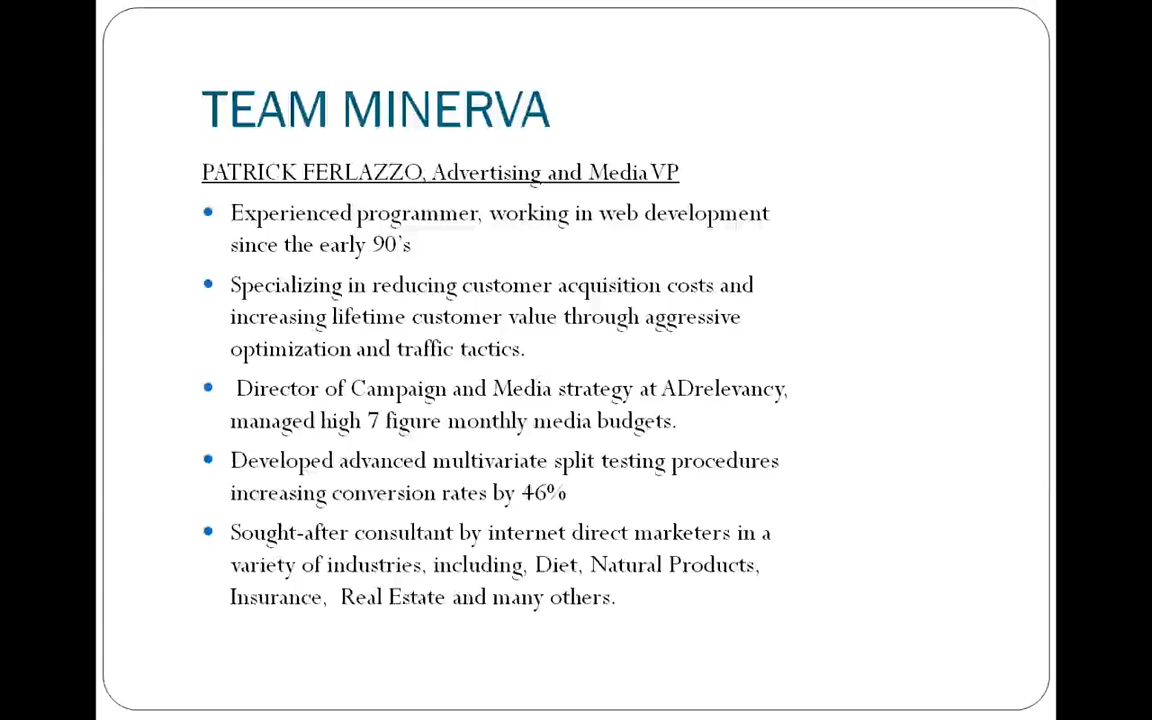 TEAM MINERVA
PATRICK FERLAZZO, Advertising and Media VP
• Experienced programmer, working in web development
since the early 90's
• Specializing in reducing customer acquisition costs and
increasing lifetime customer value through aggressive
optimization and traffic tactics.
• Director of Campaign and Media strategy at ADrelevancy,
managed high 7 figure monthly media budgets.
• Developed advanced multivariate split testing procedures
increasing conversion rates by 46%
• Sought-after consultant by internet direct marketers in a
variety of industries, including, Diet, Natural Products,
Insurance, Real Estate and many others.